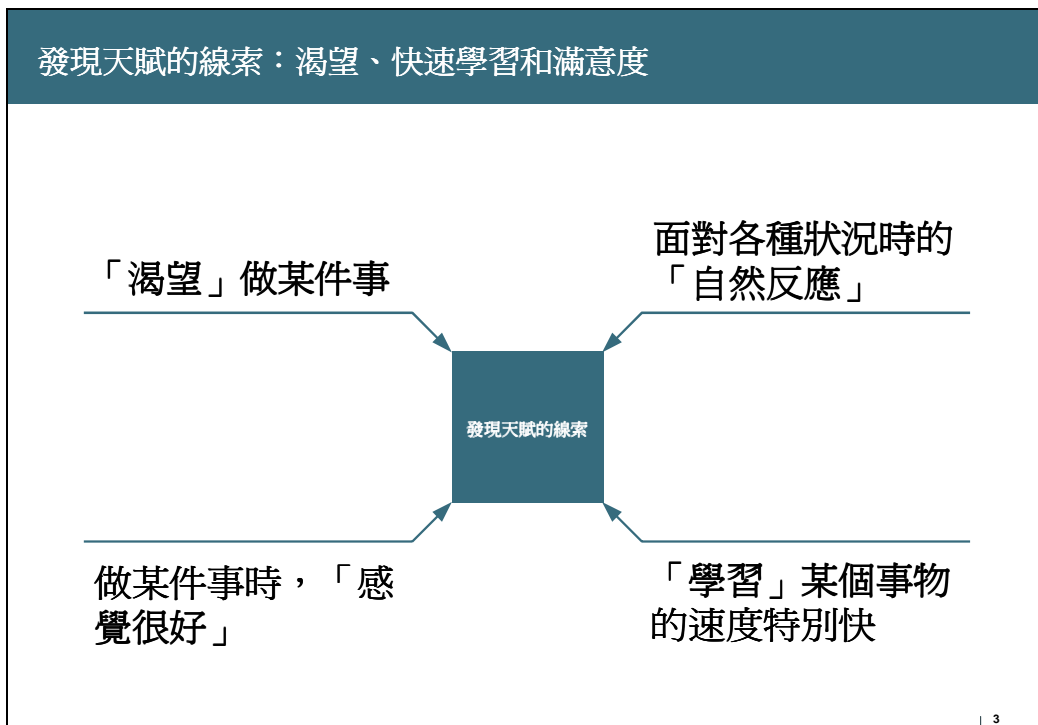 發現天賦的線索：渴望、快速學習和滿意度
「渴望」做某件事
面對各種狀況時的
「自然反應」
發現天賦的線索
做某件事時，「感
覺很好」
「學習」某個事物
的速度特別快
| 3